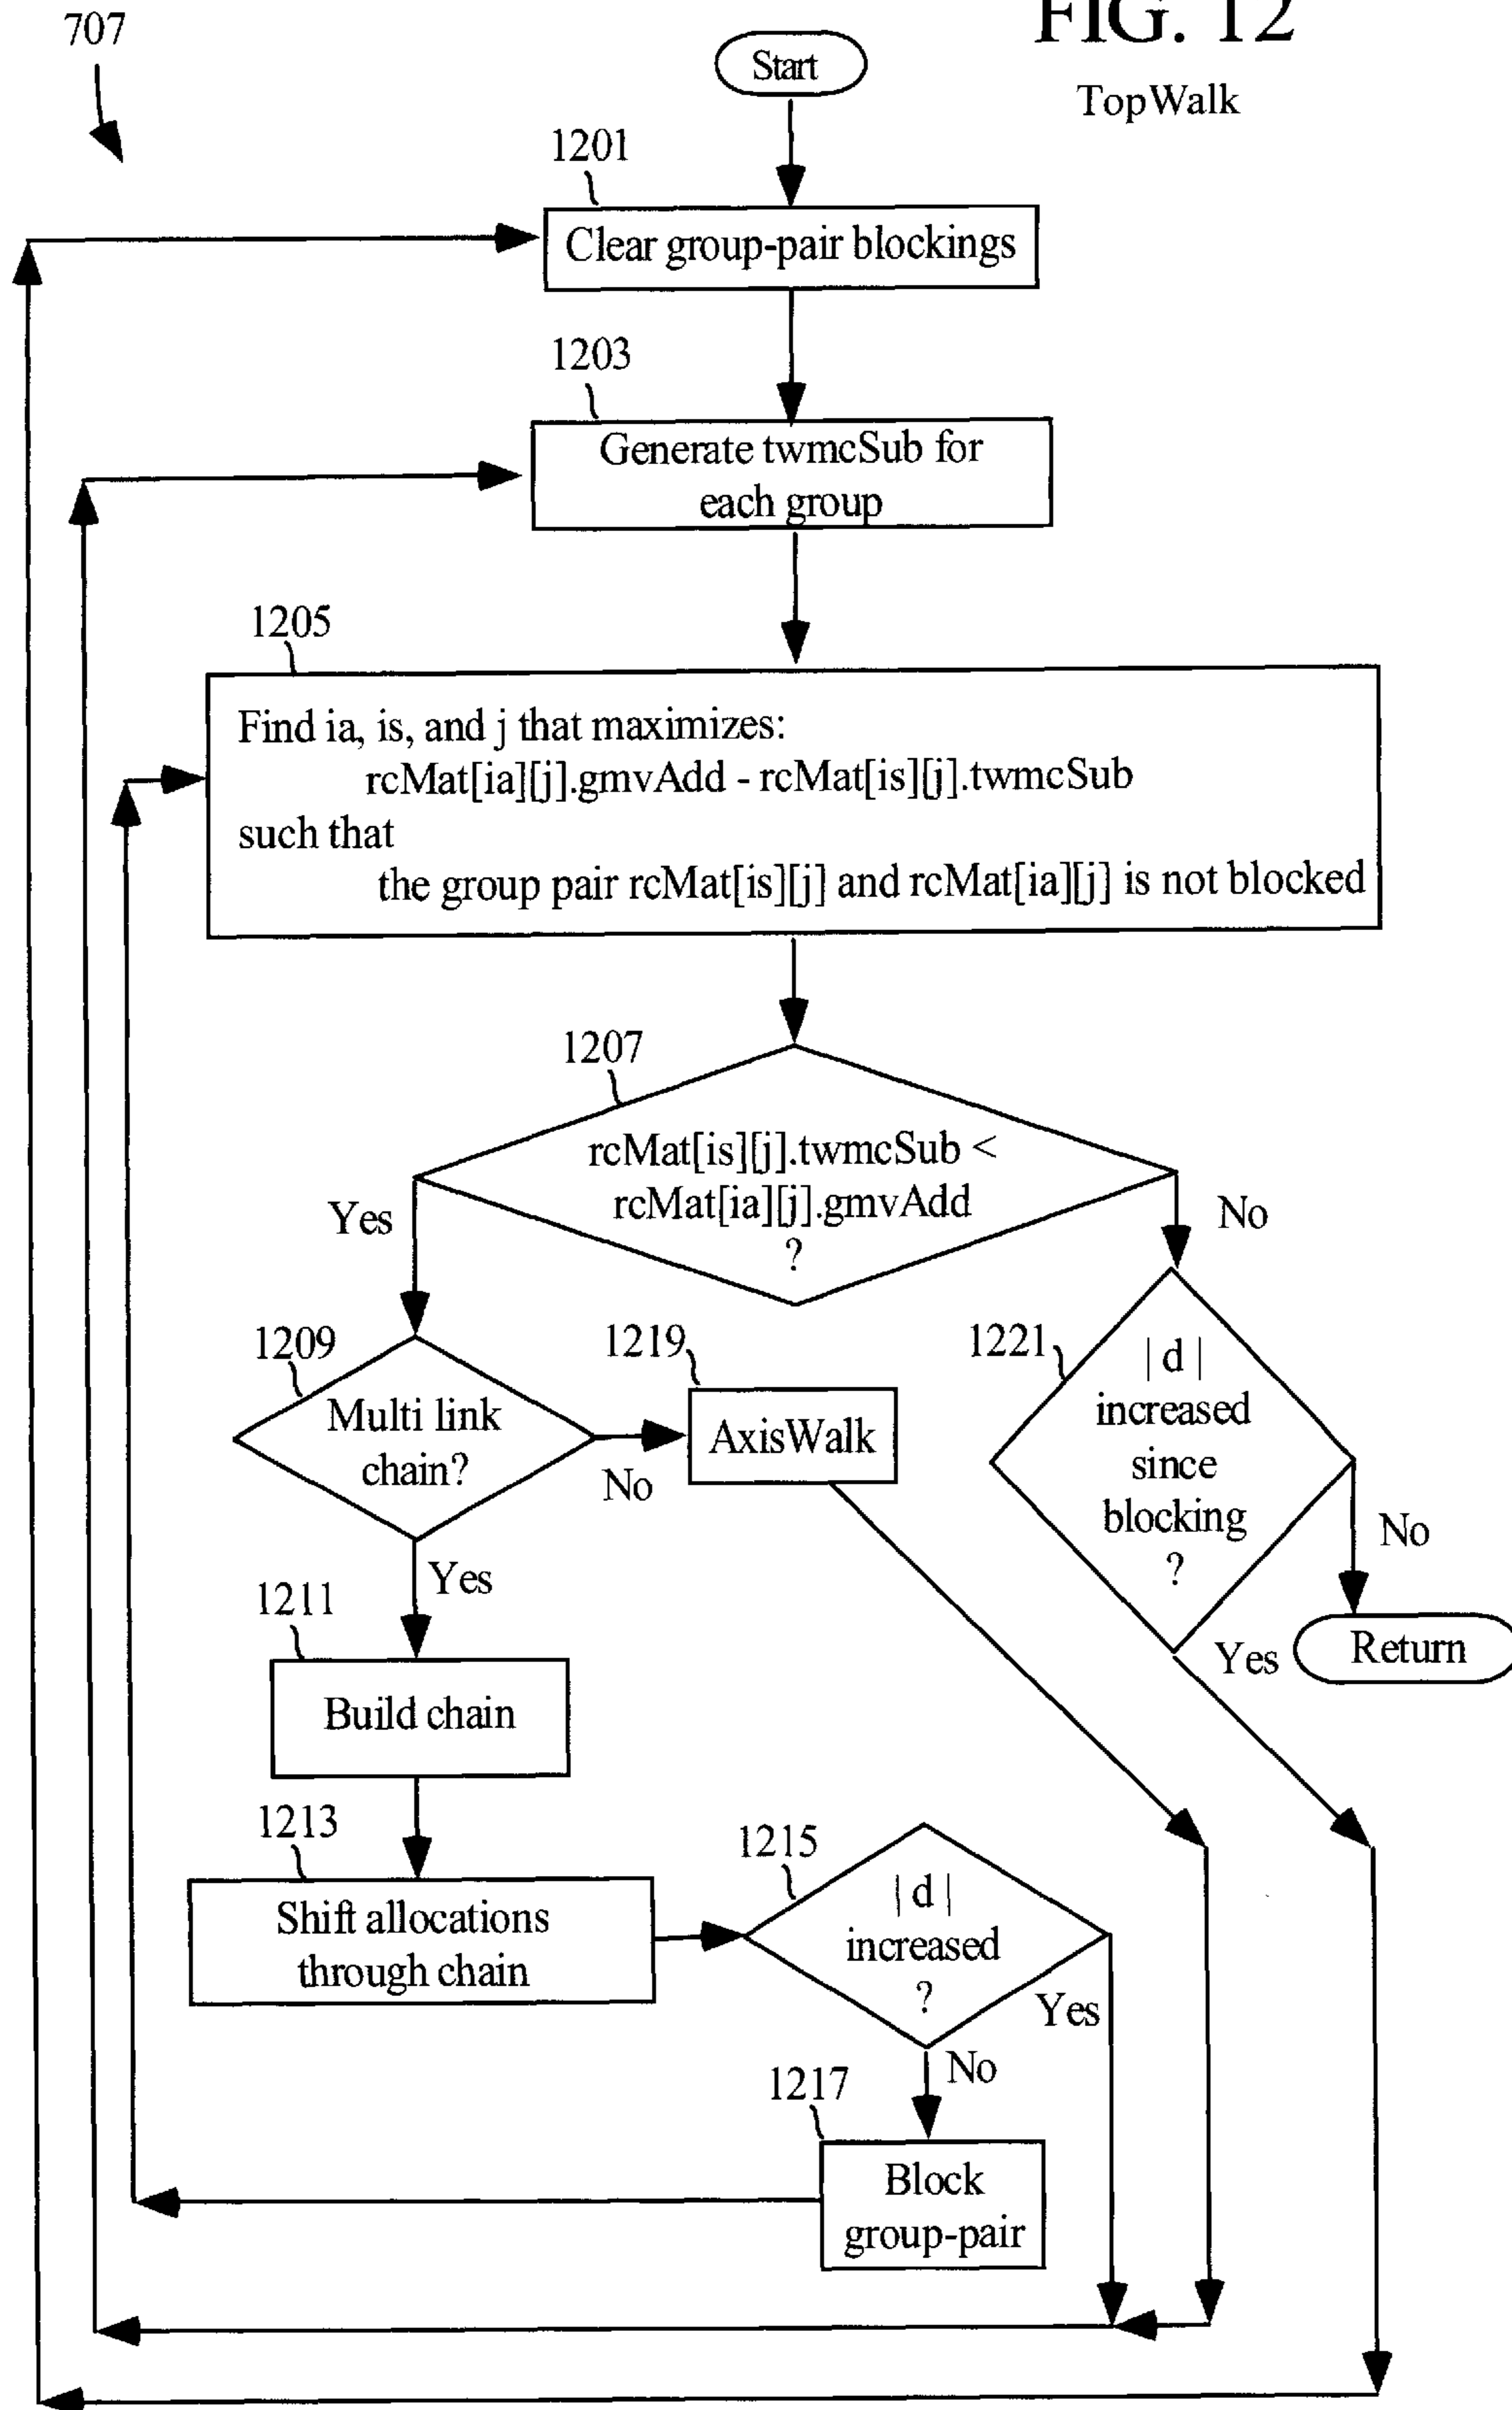 707
FIG. 12
TopWalk
Start
1201
Clear group-pair blockings
1203
Generate twmcSub for
each group
1205
Find ia, is, and j that maximizes:
rcMat[ia][j].gmvAdd - rcMat[is][j].twmcSub
such that
the group pair rcMat[is][j] and rcMat[ia][j] is not blocked
1207
rcMat[is][j].twmcSub <
rcMat[ia][j].gmvAdd
?
Yes
No
1209
Multi link
chain?
No
Yes
1219
AxisWalk
1221
| d |
increased
since
blocking
?
No
Yes
Return
1211
Build chain
1213
Shift allocations
through chain
1215
| d |
increased
?
Yes
No
1217
Block
group-pair